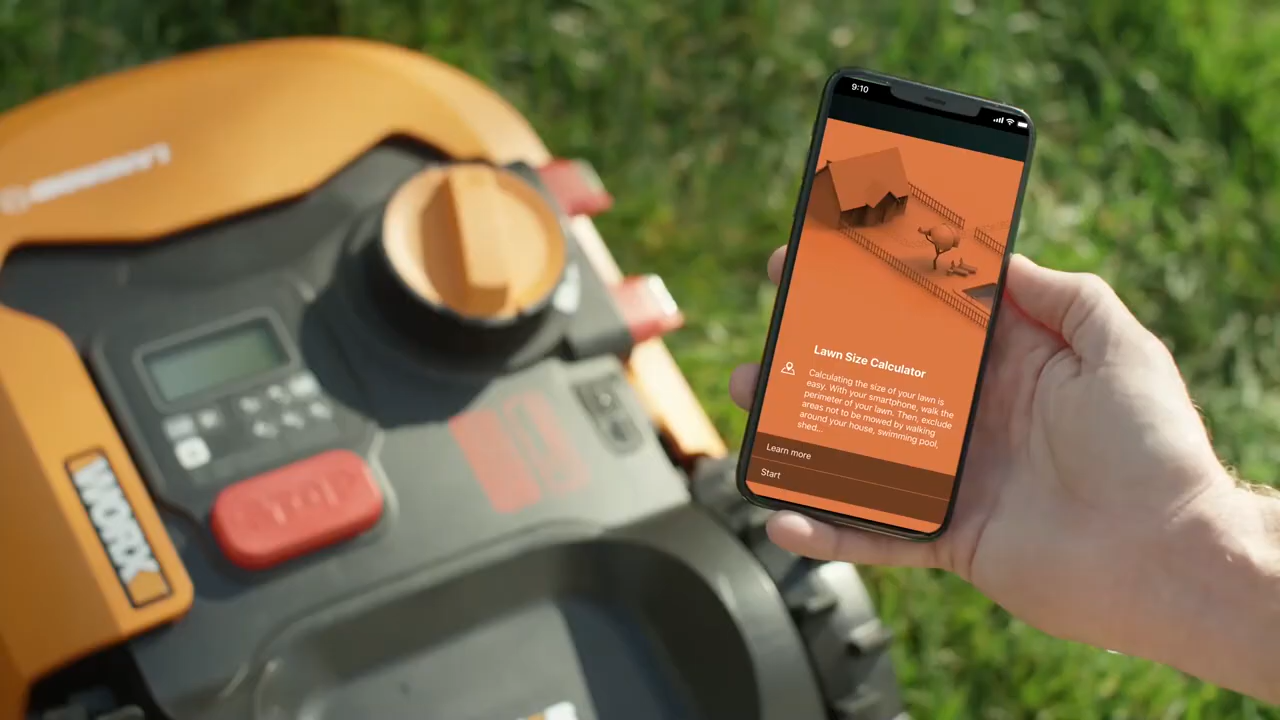 9:10
Lawn Size Calculator
Calculating the size of your lawn is
easy. With your smartphone, walk the
perimeter of your lawn. Then, exclude
areas not to be mowed by walking
around your house, swimming pool,
shed...
Learn more
Start
WORX